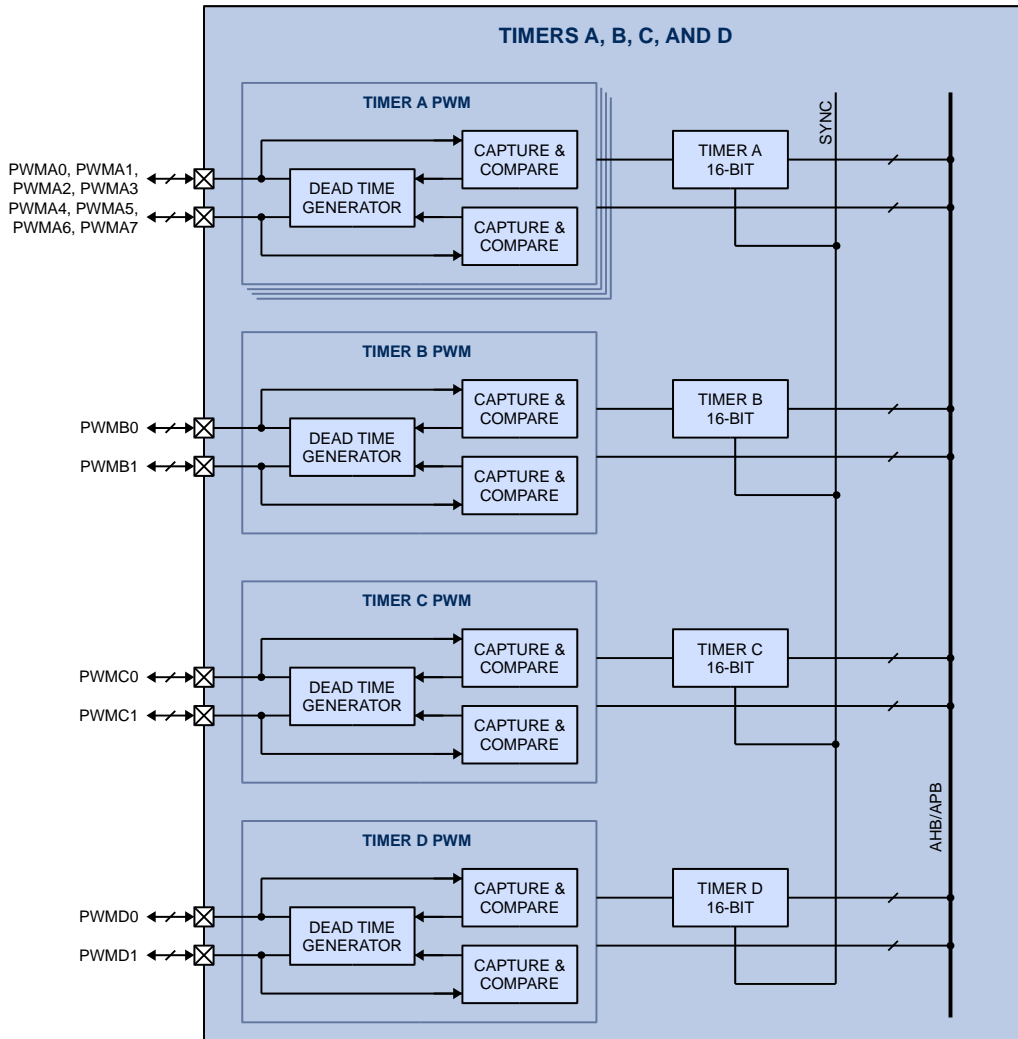 TIMERS A, B, C, AND D
TIMER A PWM
SYNC
PWMA0, PWMA1,
PWMA2, PWMA3
PWMA4, PWMA5,
PWMA6, PWMA7
DEAD TIME
GENERATOR
CAPTURE &
COMPARE
CAPTURE &
COMPARE
TIMER A
16-BIT
TIMER B PWM
PWMB0
PWMB1
DEAD TIME
GENERATOR
CAPTURE &
COMPARE
CAPTURE &
COMPARE
TIMER B
16-BIT
TIMER C PWM
PWMC0
PWMC1
DEAD TIME
GENERATOR
CAPTURE &
COMPARE
CAPTURE &
COMPARE
TIMER C
16-BIT
AHB/APB
TIMER D PWM
PWMD0
PWMD1
DEAD TIME
GENERATOR
CAPTURE &
COMPARE
CAPTURE &
COMPARE
TIMER D
16-BIT